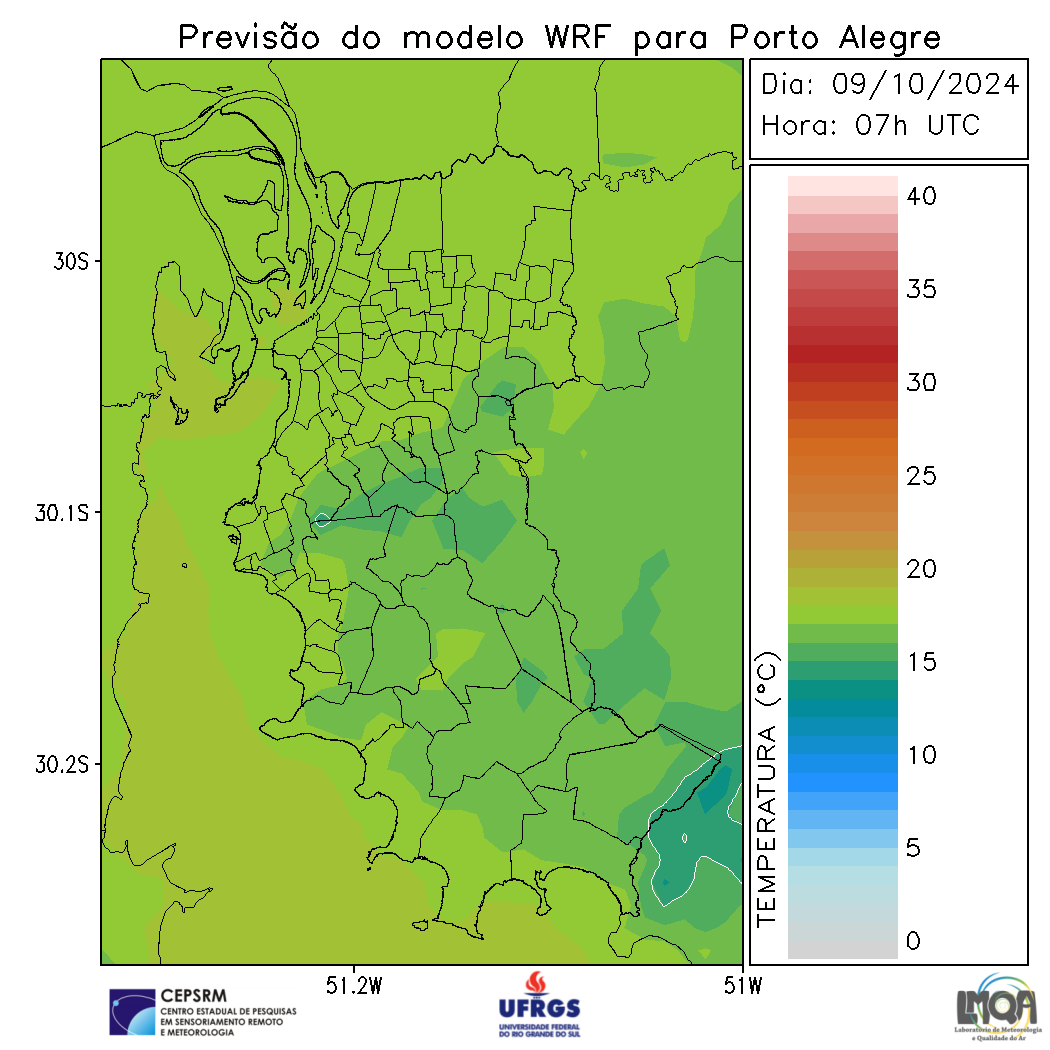 Previsão do modelo WRF para Porto Alegre
Dia: 09/10/2024
Hora: 07h UTC
40
35
30
25
20
15
10
5
0
TEMPERATURA (°C)
30S
30.1S
30.2S
51.2W
51W
CEPSRM
CENTRO ESTADUAL DE PESQUISAS
EM SENSORIAMENTO REMOTO
E METEOROLOGIA
UFRGS
UNIVERSIDADE FEDERAL
DO RIO GRANDE DO SUL
LMQA
Laboratório de Meteorologia
e Qualidade do Ar